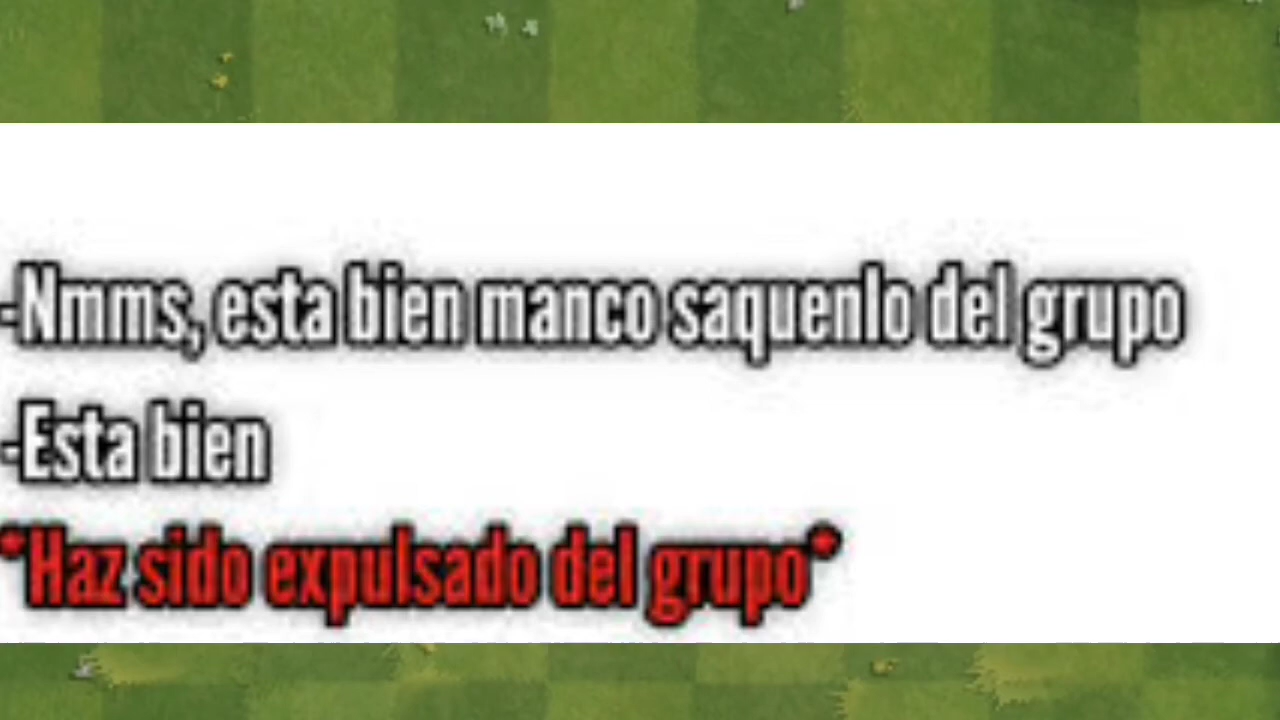 -Nmms, esta bien manco saquenlo del grupo
-Esta bien
*Haz sido expulsado del grupo*